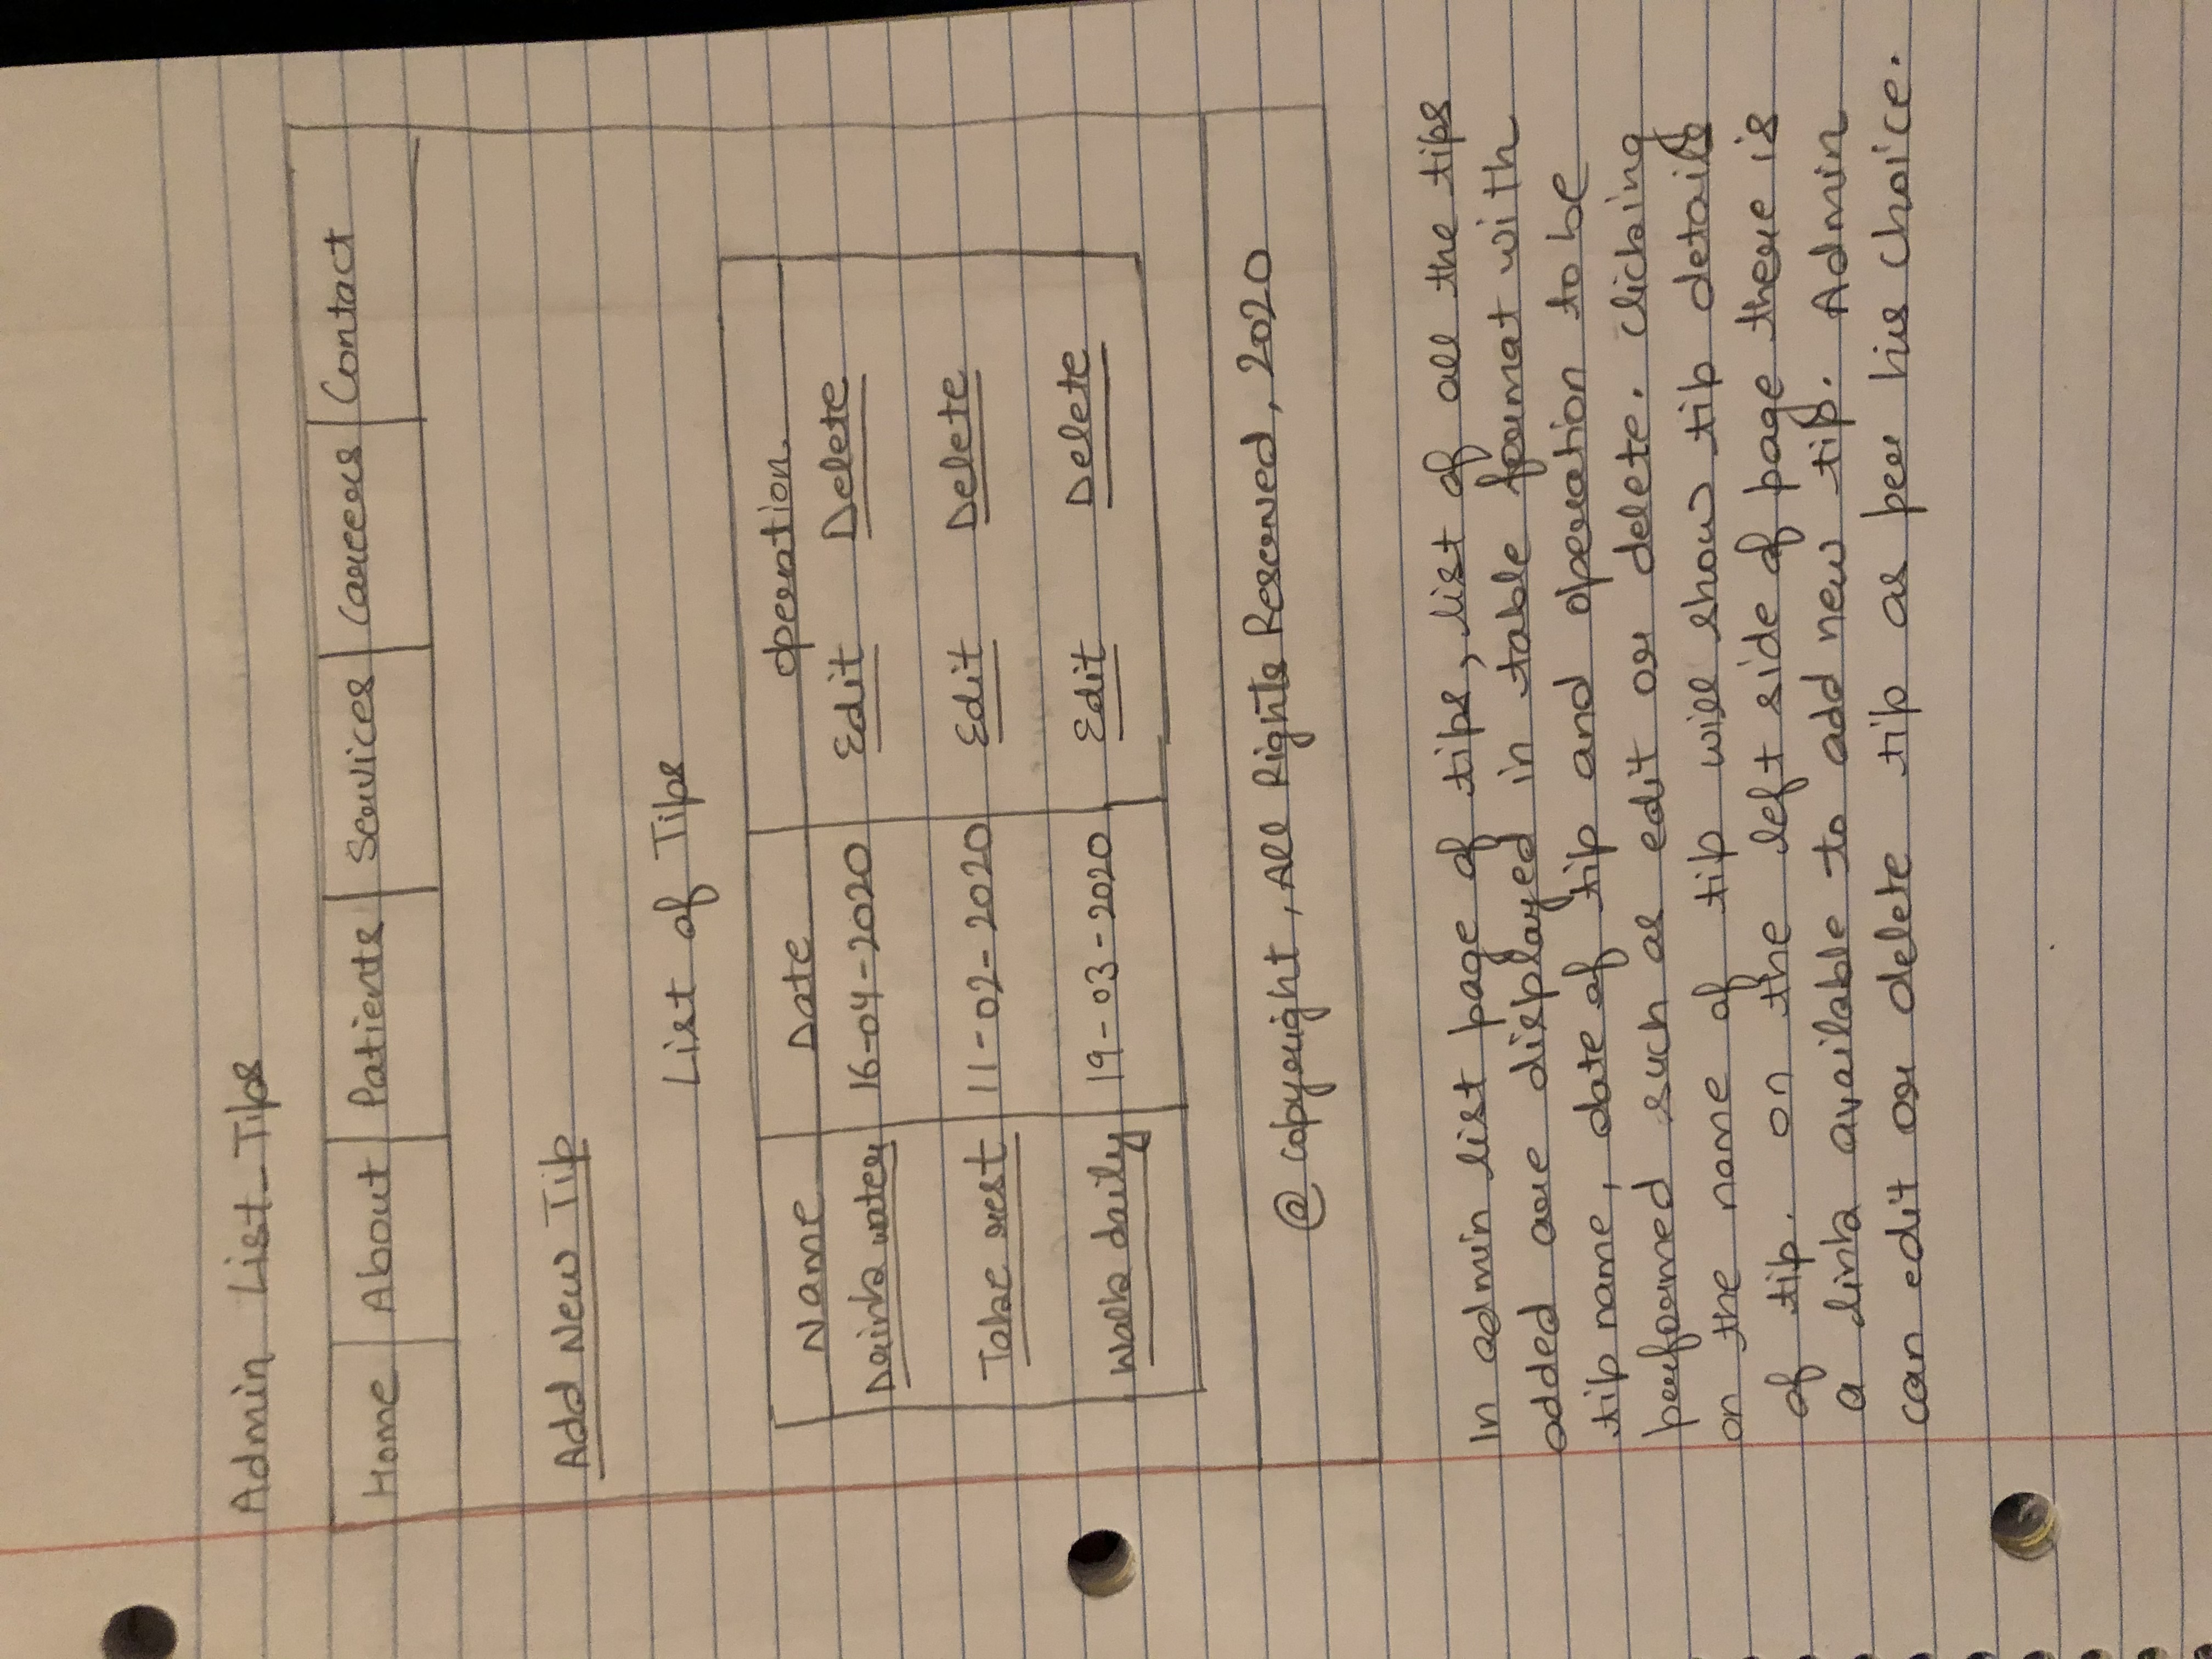 Admin List_Tips
Home About Patients Services Careers Contact
Add New Tip
List of Tips
Name Date operation.
Drink water 16-04-2020 Edit Delete
Take rest 11-02-2020 Edit Delete
Walk daily 19-03-2020 Edit Delete
@ copyright, All Rights Reserved, 2020
In admin list page of tips, list of all the tips
added are displayed in table format with
tip name, date of tip and operation to be
performed such as edit or delete. clicking
on the name of tip will show tip details
of tip. on the left side of page there is
a link available to add new tip. Admin
can edit or delete tip as per his choice.